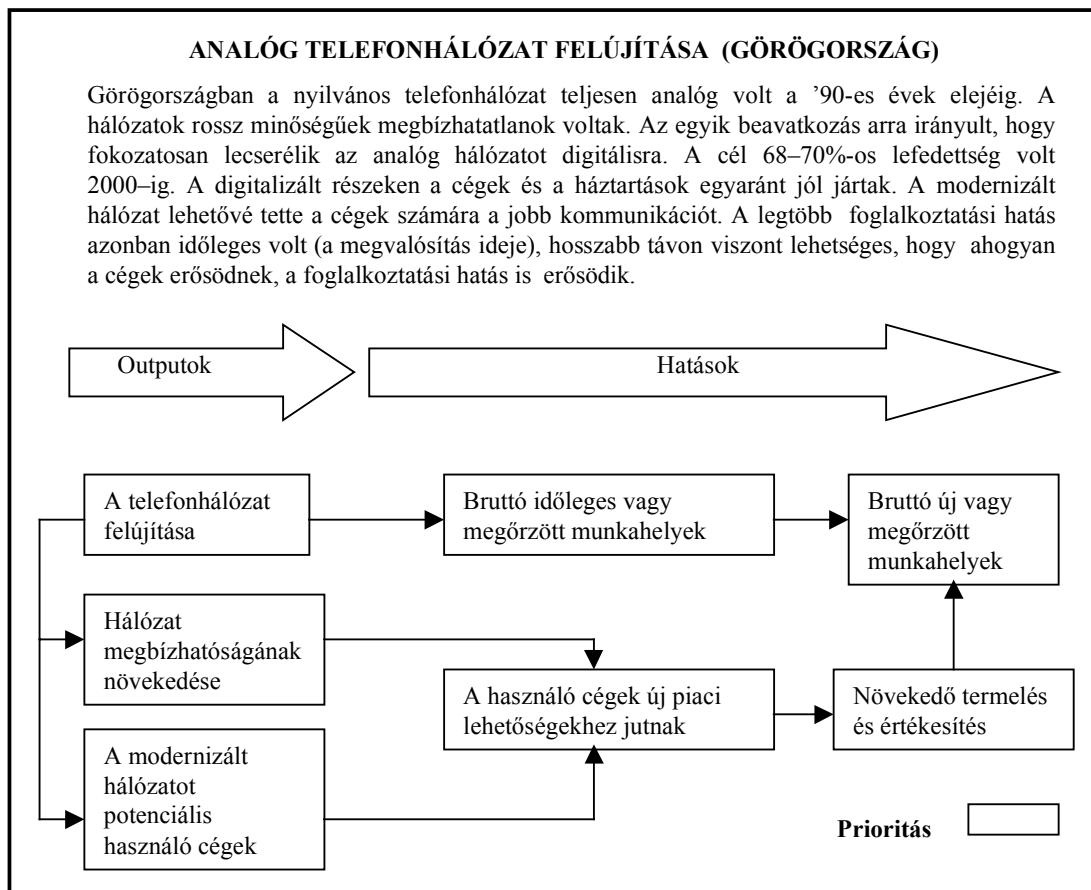 ANALÓG TELEFONHÁLÓZAT FELÚJÍTÁSA (GÖRÖGORSZÁG)
Görögországban a nyilvános telefonhálózat teljesen analóg volt a ’90-es évek elejéig. A
hálózatok rossz minőségűek megbízhatatlanok voltak. Az egyik beavatkozás arra irányult, hogy
fokozatosan lecserélik az analóg hálózatot digitálisra. A cél 68–70%-os lefedettség volt
2000–ig. A digitalizált részeken a cégek és a háztartások egyaránt jól jártak. A modernizált
hálózat lehetővé tette a cégek számára a jobb kommunikációt. A legtöbb foglalkoztatási hatás
azonban időleges volt (a megvalósítás ideje), hosszabb távon viszont lehetséges, hogy ahogyan
a cégek erősödnek, a foglalkoztatási hatás is erősödik.
Outputok
Hatások
A telefonhálózat
felújítása
Bruttó időleges vagy
megőrzött munkahelyek
Bruttó új vagy
megőrzött
munkahelyek
Hálózat
megbízhatóságának
növekedése
A használó cégek új piaci
lehetőségekhez jutnak
Növekedő termelés
és értékesítés
A modernizált
hálózatot
potenciális
használó cégek
Prioritás